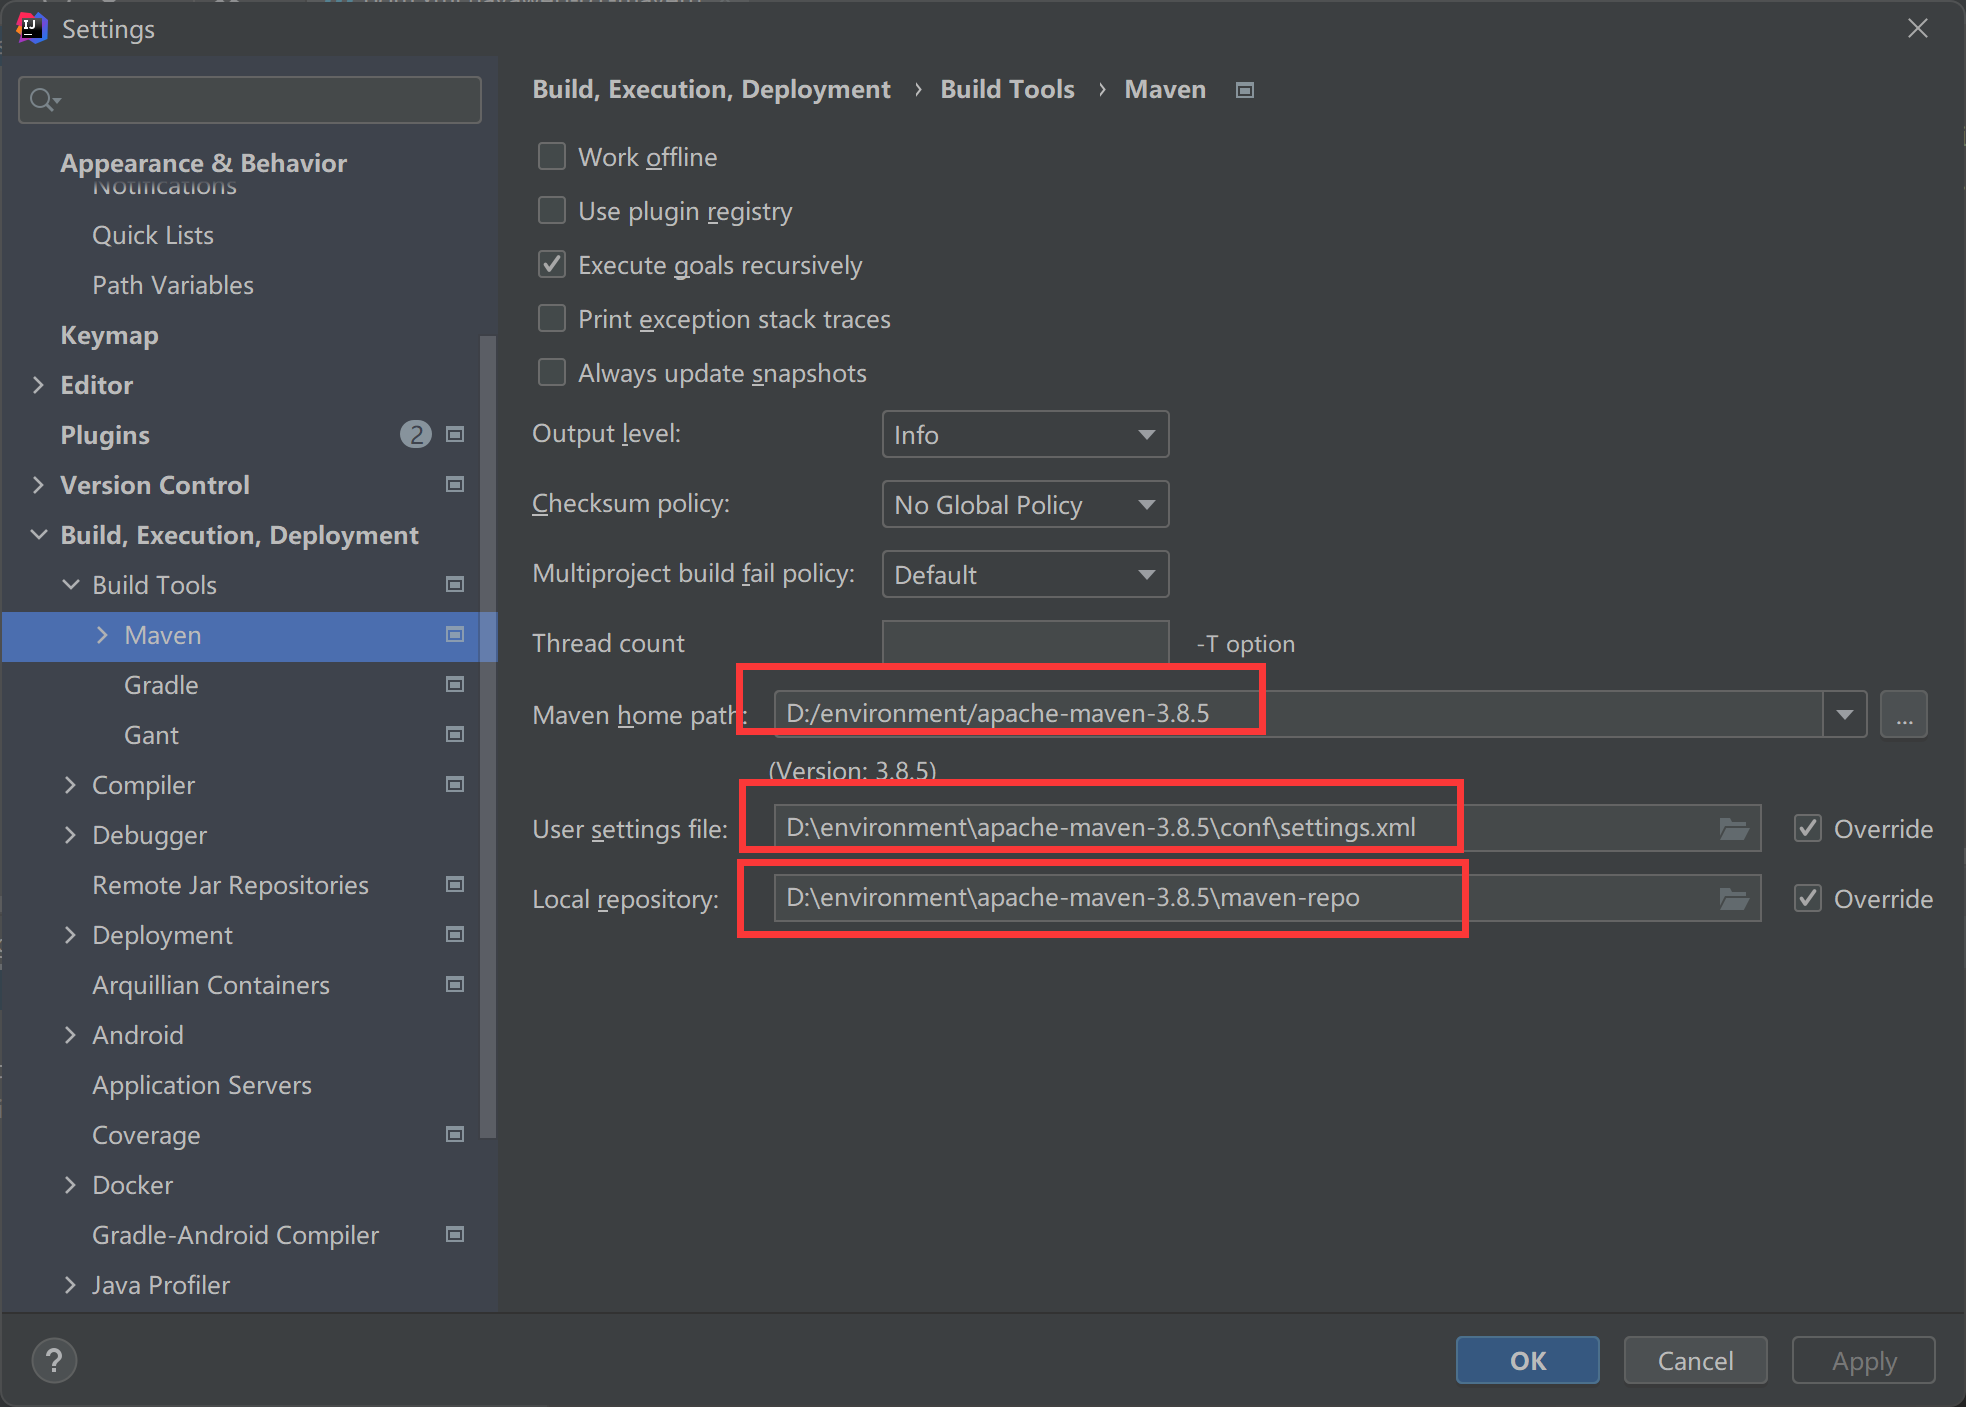 Settings
Appearance & Behavior
Notifications
Quick Lists
Path Variables
Keymap
Editor
Plugins 2
Version Control
Build, Execution, Deployment
Build Tools
Maven
Gradle
Gant
Compiler
Debugger
Remote Jar Repositories
Deployment
Arquillian Containers
Android
Application Servers
Coverage
Docker
Gradle-Android Compiler
Java Profiler
Build, Execution, Deployment › Build Tools › Maven
Work offline
Use plugin registry
Execute goals recursively
Print exception stack traces
Always update snapshots
Output level: Info
Checksum policy: No Global Policy
Multiproject build fail policy: Default
Thread count -T option
Maven home path: D:/environment/apache-maven-3.8.5 ...
(Version: 3.8.5)
User settings file: D:\environment\apache-maven-3.8.5\conf\settings.xml Override
Local repository: D:\environment\apache-maven-3.8.5\maven-repo Override
? OK Cancel Apply